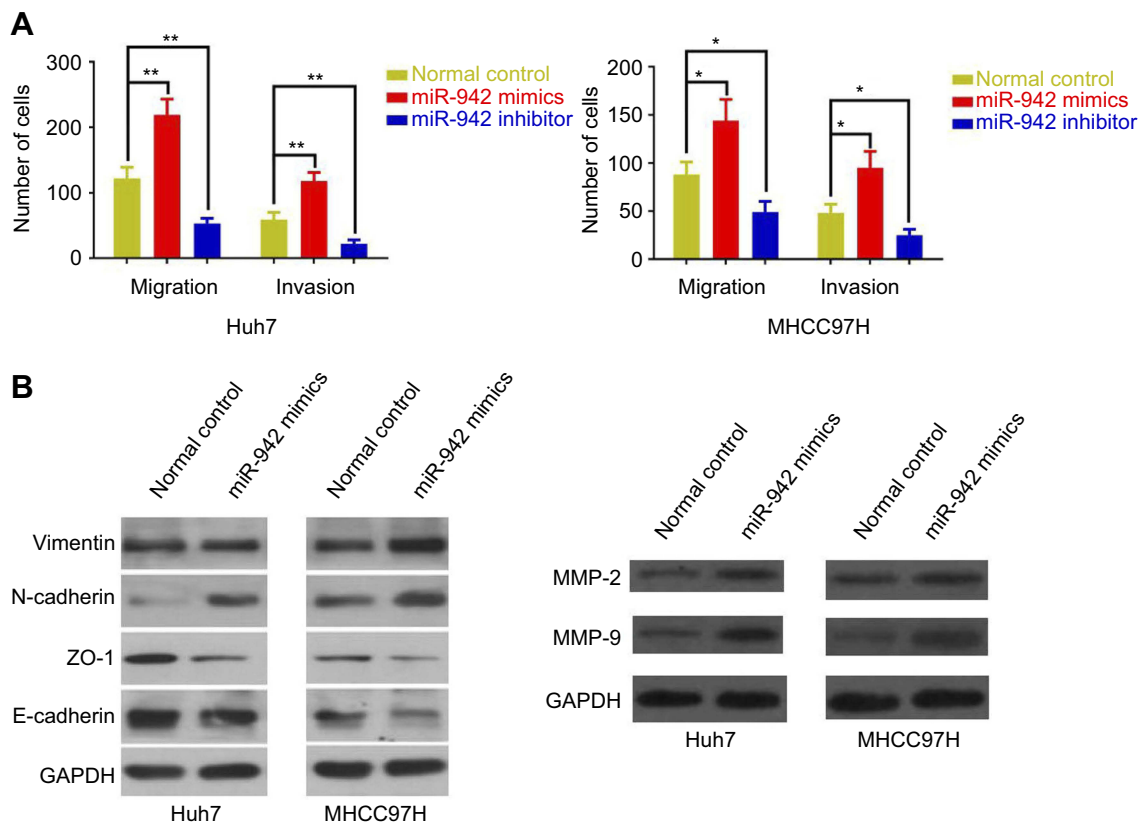 A
Number of cells
300
200
100
0
**
**
**
**
Migration
Invasion
Huh7
Normal control
miR-942 mimics
miR-942 inhibitor
Number of cells
200
150
100
50
0
*
*
*
*
Migration
Invasion
MHCC97H
Normal control
miR-942 mimics
miR-942 inhibitor
B
Normal control
miR-942 mimics
Normal control
miR-942 mimics
Vimentin
N-cadherin
ZO-1
E-cadherin
GAPDH
Huh7
MHCC97H
Normal control
miR-942 mimics
Normal control
miR-942 mimics
MMP-2
MMP-9
GAPDH
Huh7
MHCC97H